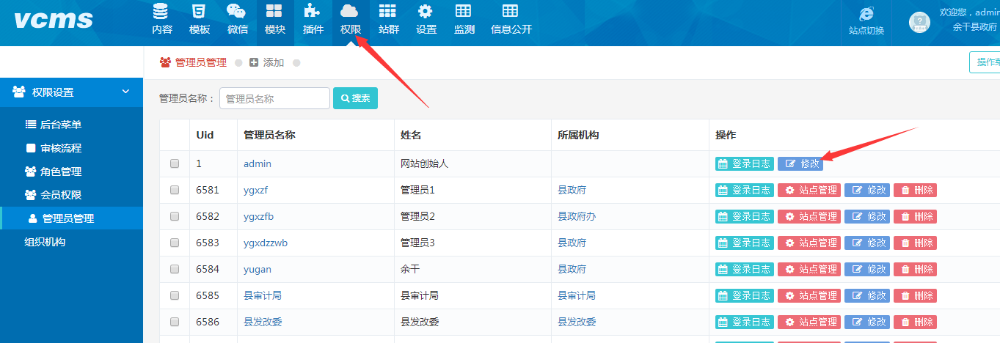 vcms
内容 模板 微信 模块 插件 权限 站群 设置 监测 信息公开
站点切换
欢迎您，admin
余干县政府
管理员管理 添加
操作菜
权限设置
后台菜单
审核流程
角色管理
会员权限
管理员管理
组织机构
管理员名称： 管理员名称 搜索
Uid 管理员名称 姓名 所属机构 操作
1 admin 网站创始人 登录日志 修改
6581 ygxzf 管理员1 县政府 登录日志 站点管理 修改 删除
6582 ygxzfb 管理员2 县政府办 登录日志 站点管理 修改 删除
6583 ygxdzzwb 管理员3 县政府 登录日志 站点管理 修改 删除
6584 yugan 余干 县政府 登录日志 站点管理 修改 删除
6585 县审计局 县审计局 县审计局 登录日志 站点管理 修改 删除
6586 县发改委 县发改委 县发改委 登录日志 站点管理 修改 删除